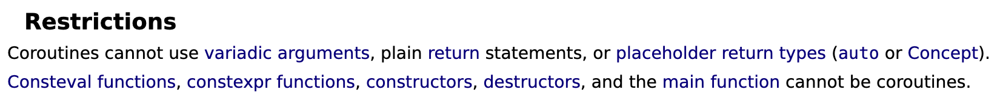 Restrictions
Coroutines cannot use variadic arguments, plain return statements, or placeholder return types (auto or Concept).
Consteval functions, constexpr functions, constructors, destructors, and the main function cannot be coroutines.